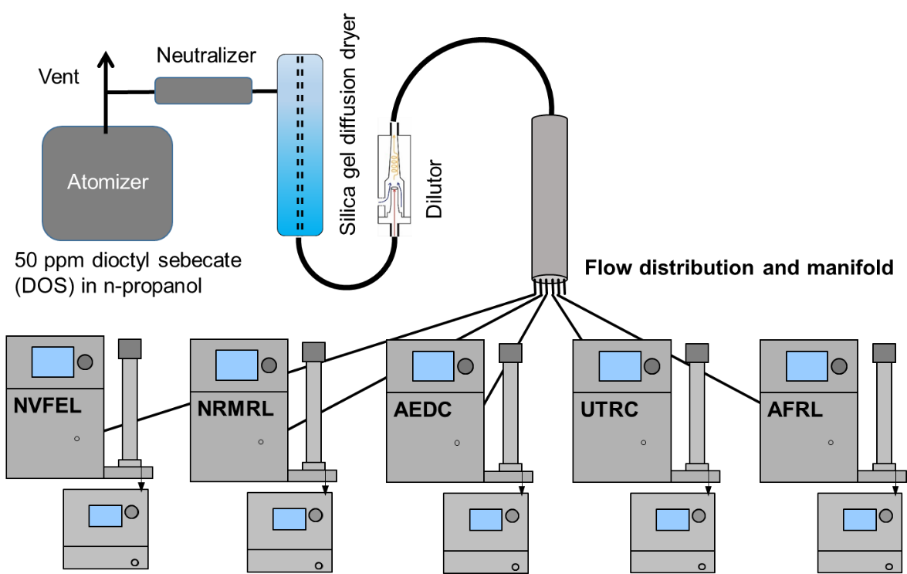 Neutralizer
Vent
Atomizer
Silica gel diffusion dryer
Dilutor
50 ppm dioctyl sebecate
(DOS) in n-propanol
Flow distribution and manifold
NVFEL
NRMRL
AEDC
UTRC
AFRL